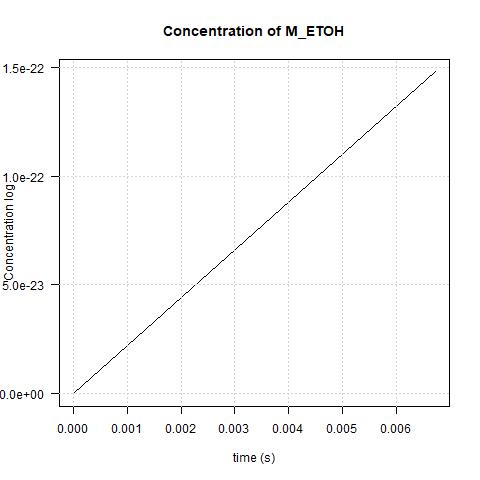 Concentration of M_ETOH
Concentration log
1.5e-22
1.0e-22
5.0e-23
0.0e+00
0.000 0.001 0.002 0.003 0.004 0.005 0.006
time (s)